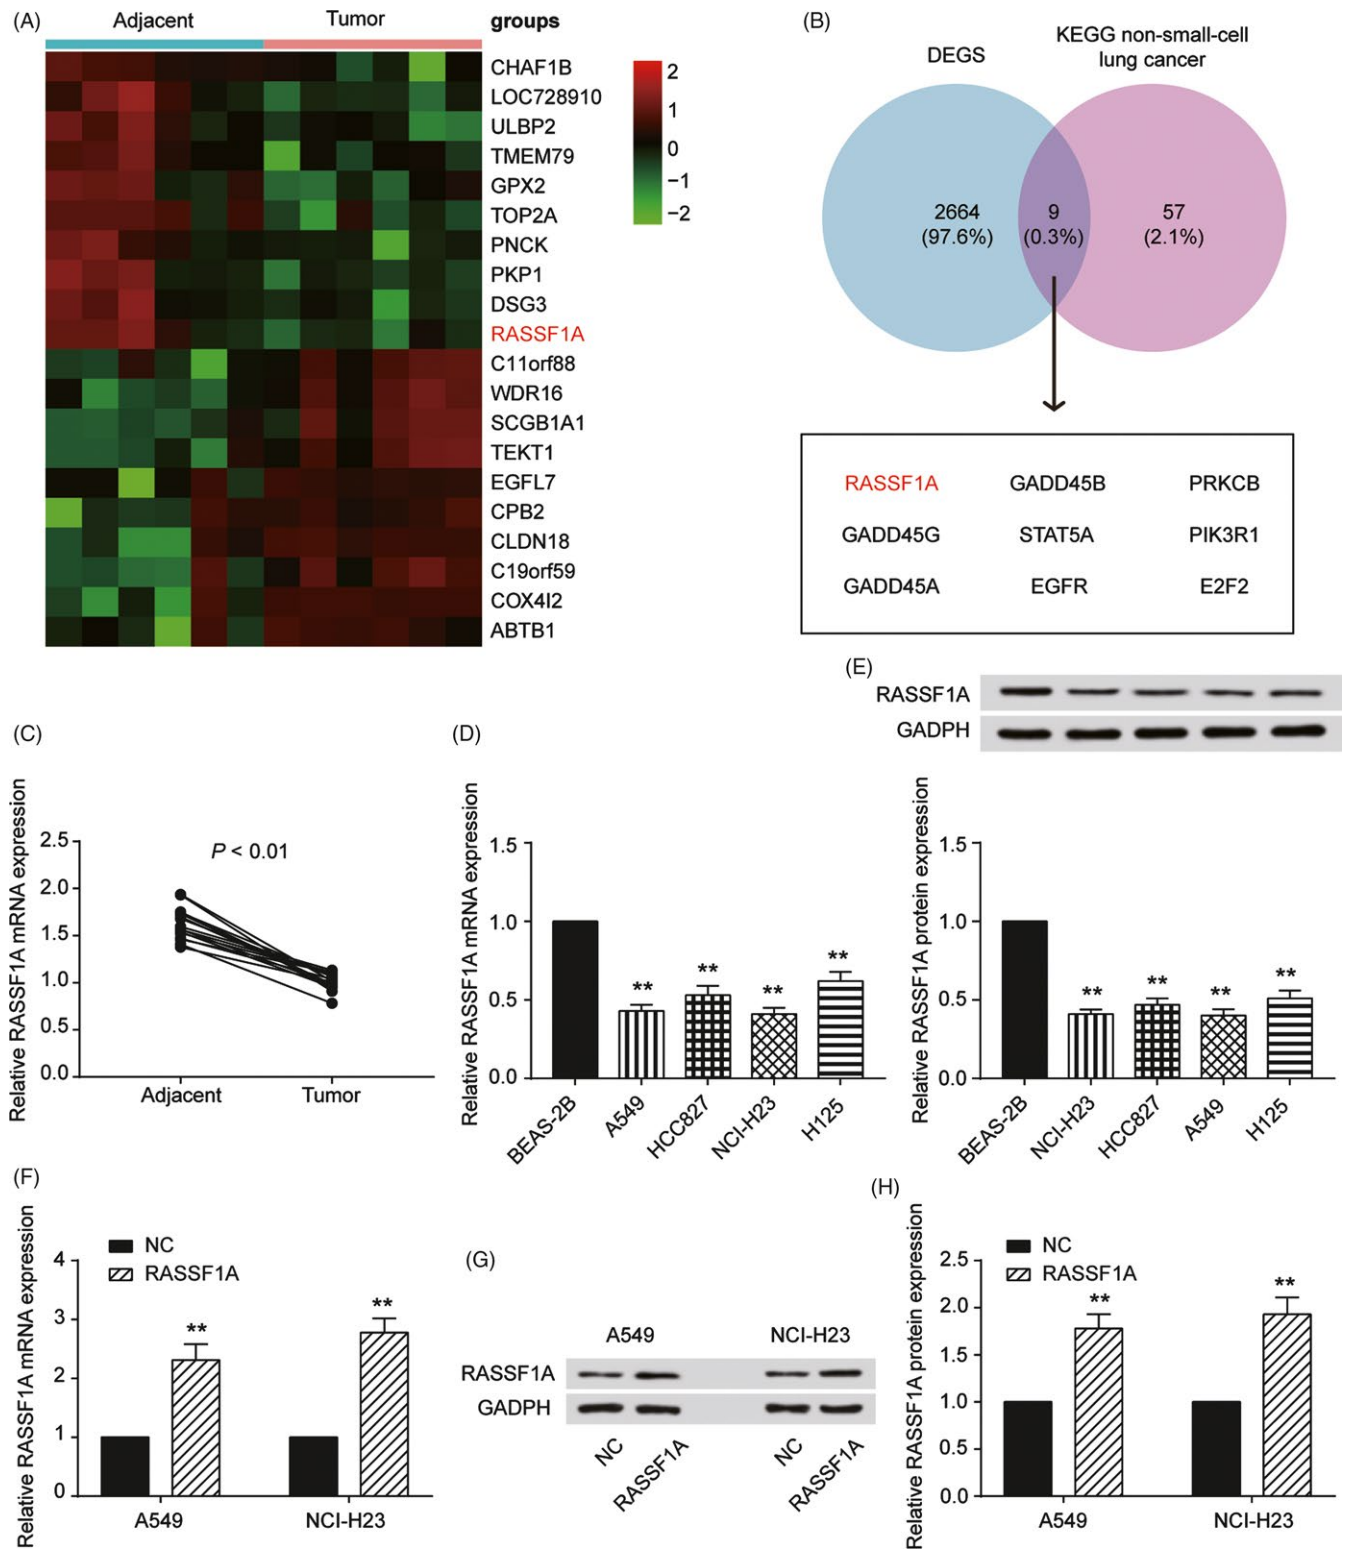 (A)
Adjacent
Tumor
groups
CHAF1B
LOC728910
ULBP2
TMEM79
GPX2
TOP2A
PNCK
PKP1
DSG3
RASSF1A
C11orf88
WDR16
SCGB1A1
TEKT1
EGFL7
CPB2
CLDN18
C19orf59
COX4I2
ABTB1
2
1
0
−1
−2
(B)
DEGS
KEGG non-small-cell
lung cancer
2664
(97.6%)
9
(0.3%)
57
(2.1%)
RASSF1A GADD45B PRKCB
GADD45G STAT5A PIK3R1
GADD45A EGFR E2F2
(C)
Relative RASSF1A mRNA expression
2.5
2.0
1.5
1.0
0.5
0.0
P < 0.01
Adjacent
Tumor
(D)
Relative RASSF1A mRNA expression
1.5
1.0
0.5
0.0
**
**
**
**
BEAS-2B
A549
HCC827
NCI-H23
H125
(E)
RASSF1A
GADPH
Relative RASSF1A protein expression
1.5
1.0
0.5
0.0
**
**
**
**
BEAS-2B
NCI-H23
HCC827
A549
H125
(F)
Relative RASSF1A mRNA expression
4
3
2
1
0
NC
RASSF1A
**
**
A549
NCI-H23
(G)
A549
NCI-H23
RASSF1A
GADPH
NC
RASSF1A
NC
RASSF1A
(H)
Relative RASSF1A protein expression
2.5
2.0
1.5
1.0
0.5
0.0
NC
RASSF1A
**
**
A549
NCI-H23